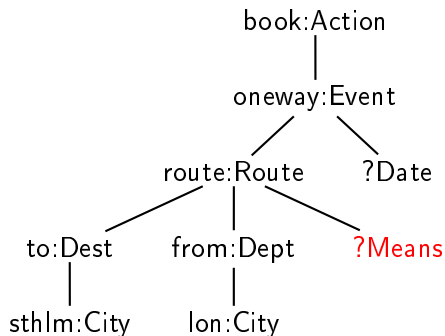 book:Action
oneway:Event
route:Route ?Date
to:Dest from:Dept ?Means
sthlm:City lon:City